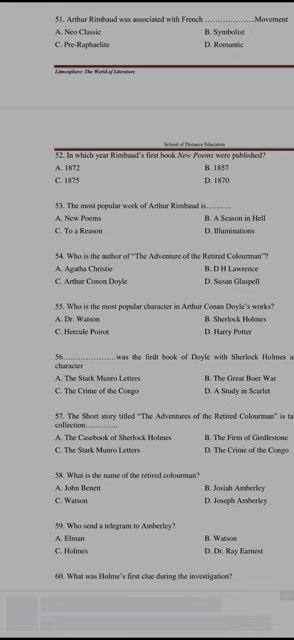 51. Arthur Rimbaud was associated with French ………………..Movement
A. Neo Classic B. Symbolist
C. Pre-Raphaelite D. Romantic
Litmosphere: The World of Literature
School of Distance Education
52. In which year Rimbaud's first book New Poems were published?
A. 1872 B. 1857
C. 1875 D. 1870
53. The most popular work of Arthur Rimbaud is……….
A. New Poems B. A Season in Hell
C. To a Reason D. Illuminations
54. Who is the author of “The Adventure of the Retired Colourman”?
A. Agatha Christie B. D H Lawrence
C. Arthur Conon Doyle D. Susan Glaspell
55. Who is the most popular character in Arthur Conan Doyle's works?
A. Dr. Watson B. Sherlock Holmes
C. Hercule Poirot D. Harry Potter
56…………………was the firdt book of Doyle with Sherlock Holmes a
character
A. The Stark Munro Letters B. The Great Boer War
C. The Crime of the Congo D. A Study in Scarlet
57. The Short story titled “The Adventures of the Retired Colourman” is ta
collection………….
A. The Casebook of Sherlock Holmes B. The Firm of Girdlestone
C. The Stark Munro Letters D. The Crime of the Congo
58. What is the name of the retired colourman?
A. John Benett B. Josiah Amberley
C. Watson D. Joseph Amberley
59. Who send a telegram to Amberley?
A. Elman B. Watson
C. Holmes D. Dr. Ray Earnest
60. What was Holme's first clue during the investigation?